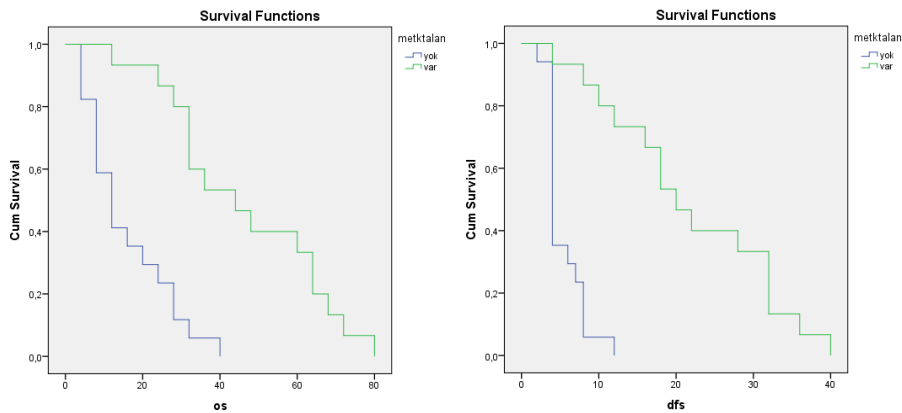 Survival Functions
metktalan
yok
var
1,0
0,8
0,6
0,4
0,2
0,0
Cum Survival
0
20
40
60
80
os
Survival Functions
metktalan
yok
var
1,0
0,8
0,6
0,4
0,2
0,0
Cum Survival
0
10
20
30
40
dfs